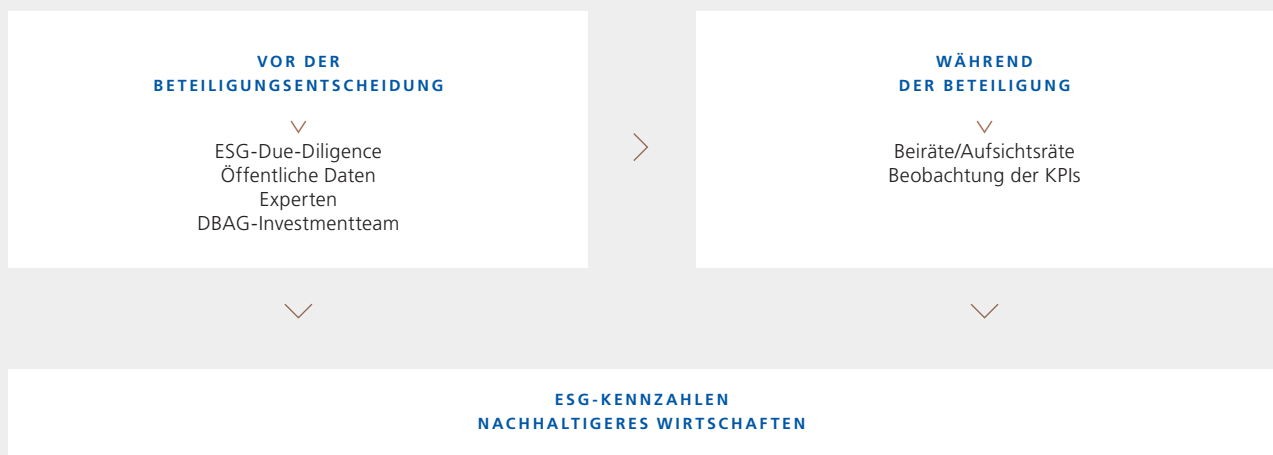 VOR DER
BETEILIGUNGSENTSCHEIDUNG
ESG-Due-Diligence
Öffentliche Daten
Experten
DBAG-Investmentteam
WÄHREND
DER BETEILIGUNG
Beiräte/Aufsichtsräte
Beobachtung der KPIs
ESG-KENNZAHLEN
NACHHALTIGERES WIRTSCHAFTEN